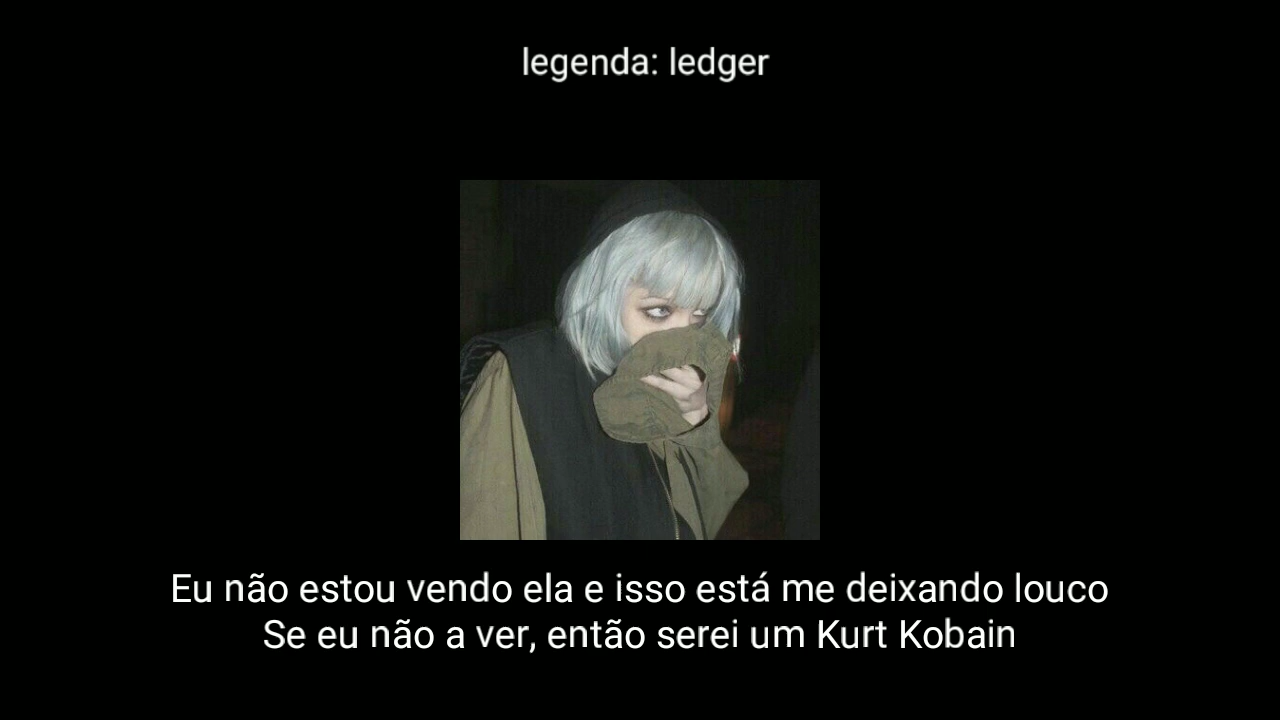 legenda: ledger
Eu não estou vendo ela e isso está me deixando louco
Se eu não a ver, então serei um Kurt Kobain